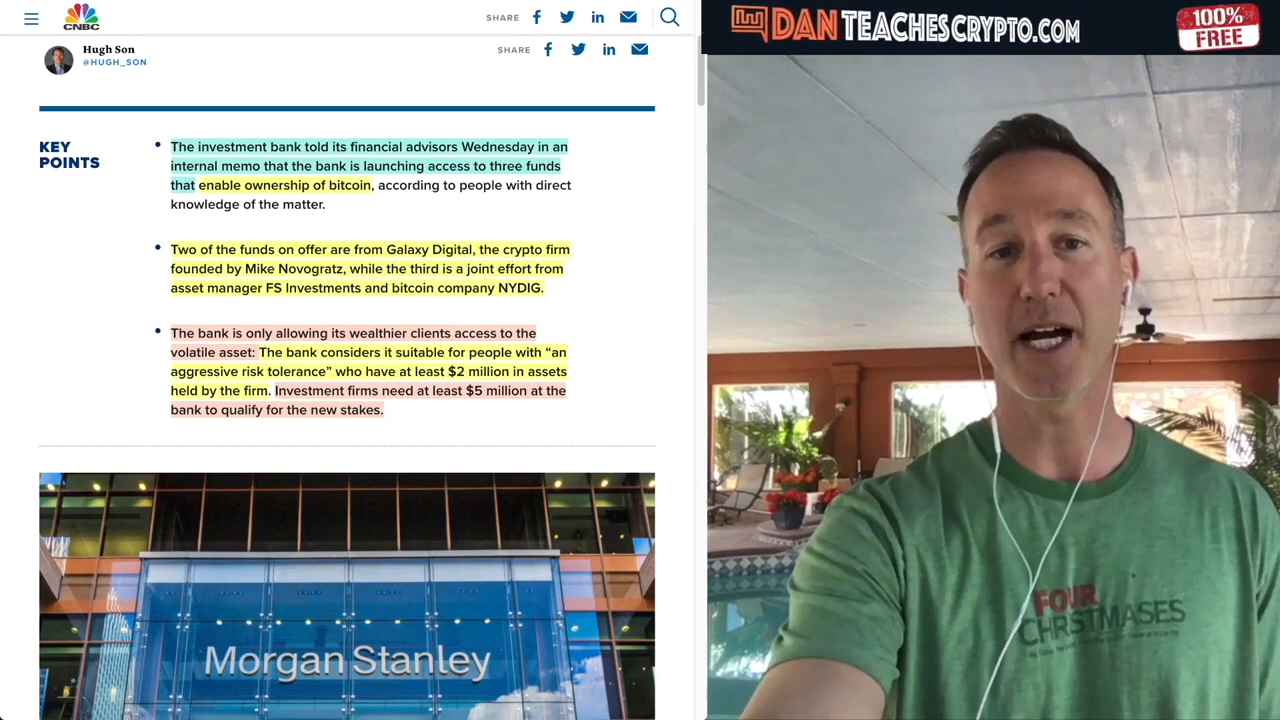 CNBC
SHARE
Hugh Son
@HUGH_SON
SHARE
KEY
POINTS
The investment bank told its financial advisors Wednesday in an
internal memo that the bank is launching access to three funds
that enable ownership of bitcoin, according to people with direct
knowledge of the matter.
Two of the funds on offer are from Galaxy Digital, the crypto firm
founded by Mike Novogratz, while the third is a joint effort from
asset manager FS Investments and bitcoin company NYDIG.
The bank is only allowing its wealthier clients access to the
volatile asset: The bank considers it suitable for people with “an
aggressive risk tolerance” who have at least $2 million in assets
held by the firm. Investment firms need at least $5 million at the
bank to qualify for the new stakes.
Morgan Stanley
DANTEACHESCRYPTO.COM
100%
FREE
FOUR
CHRSTMASES